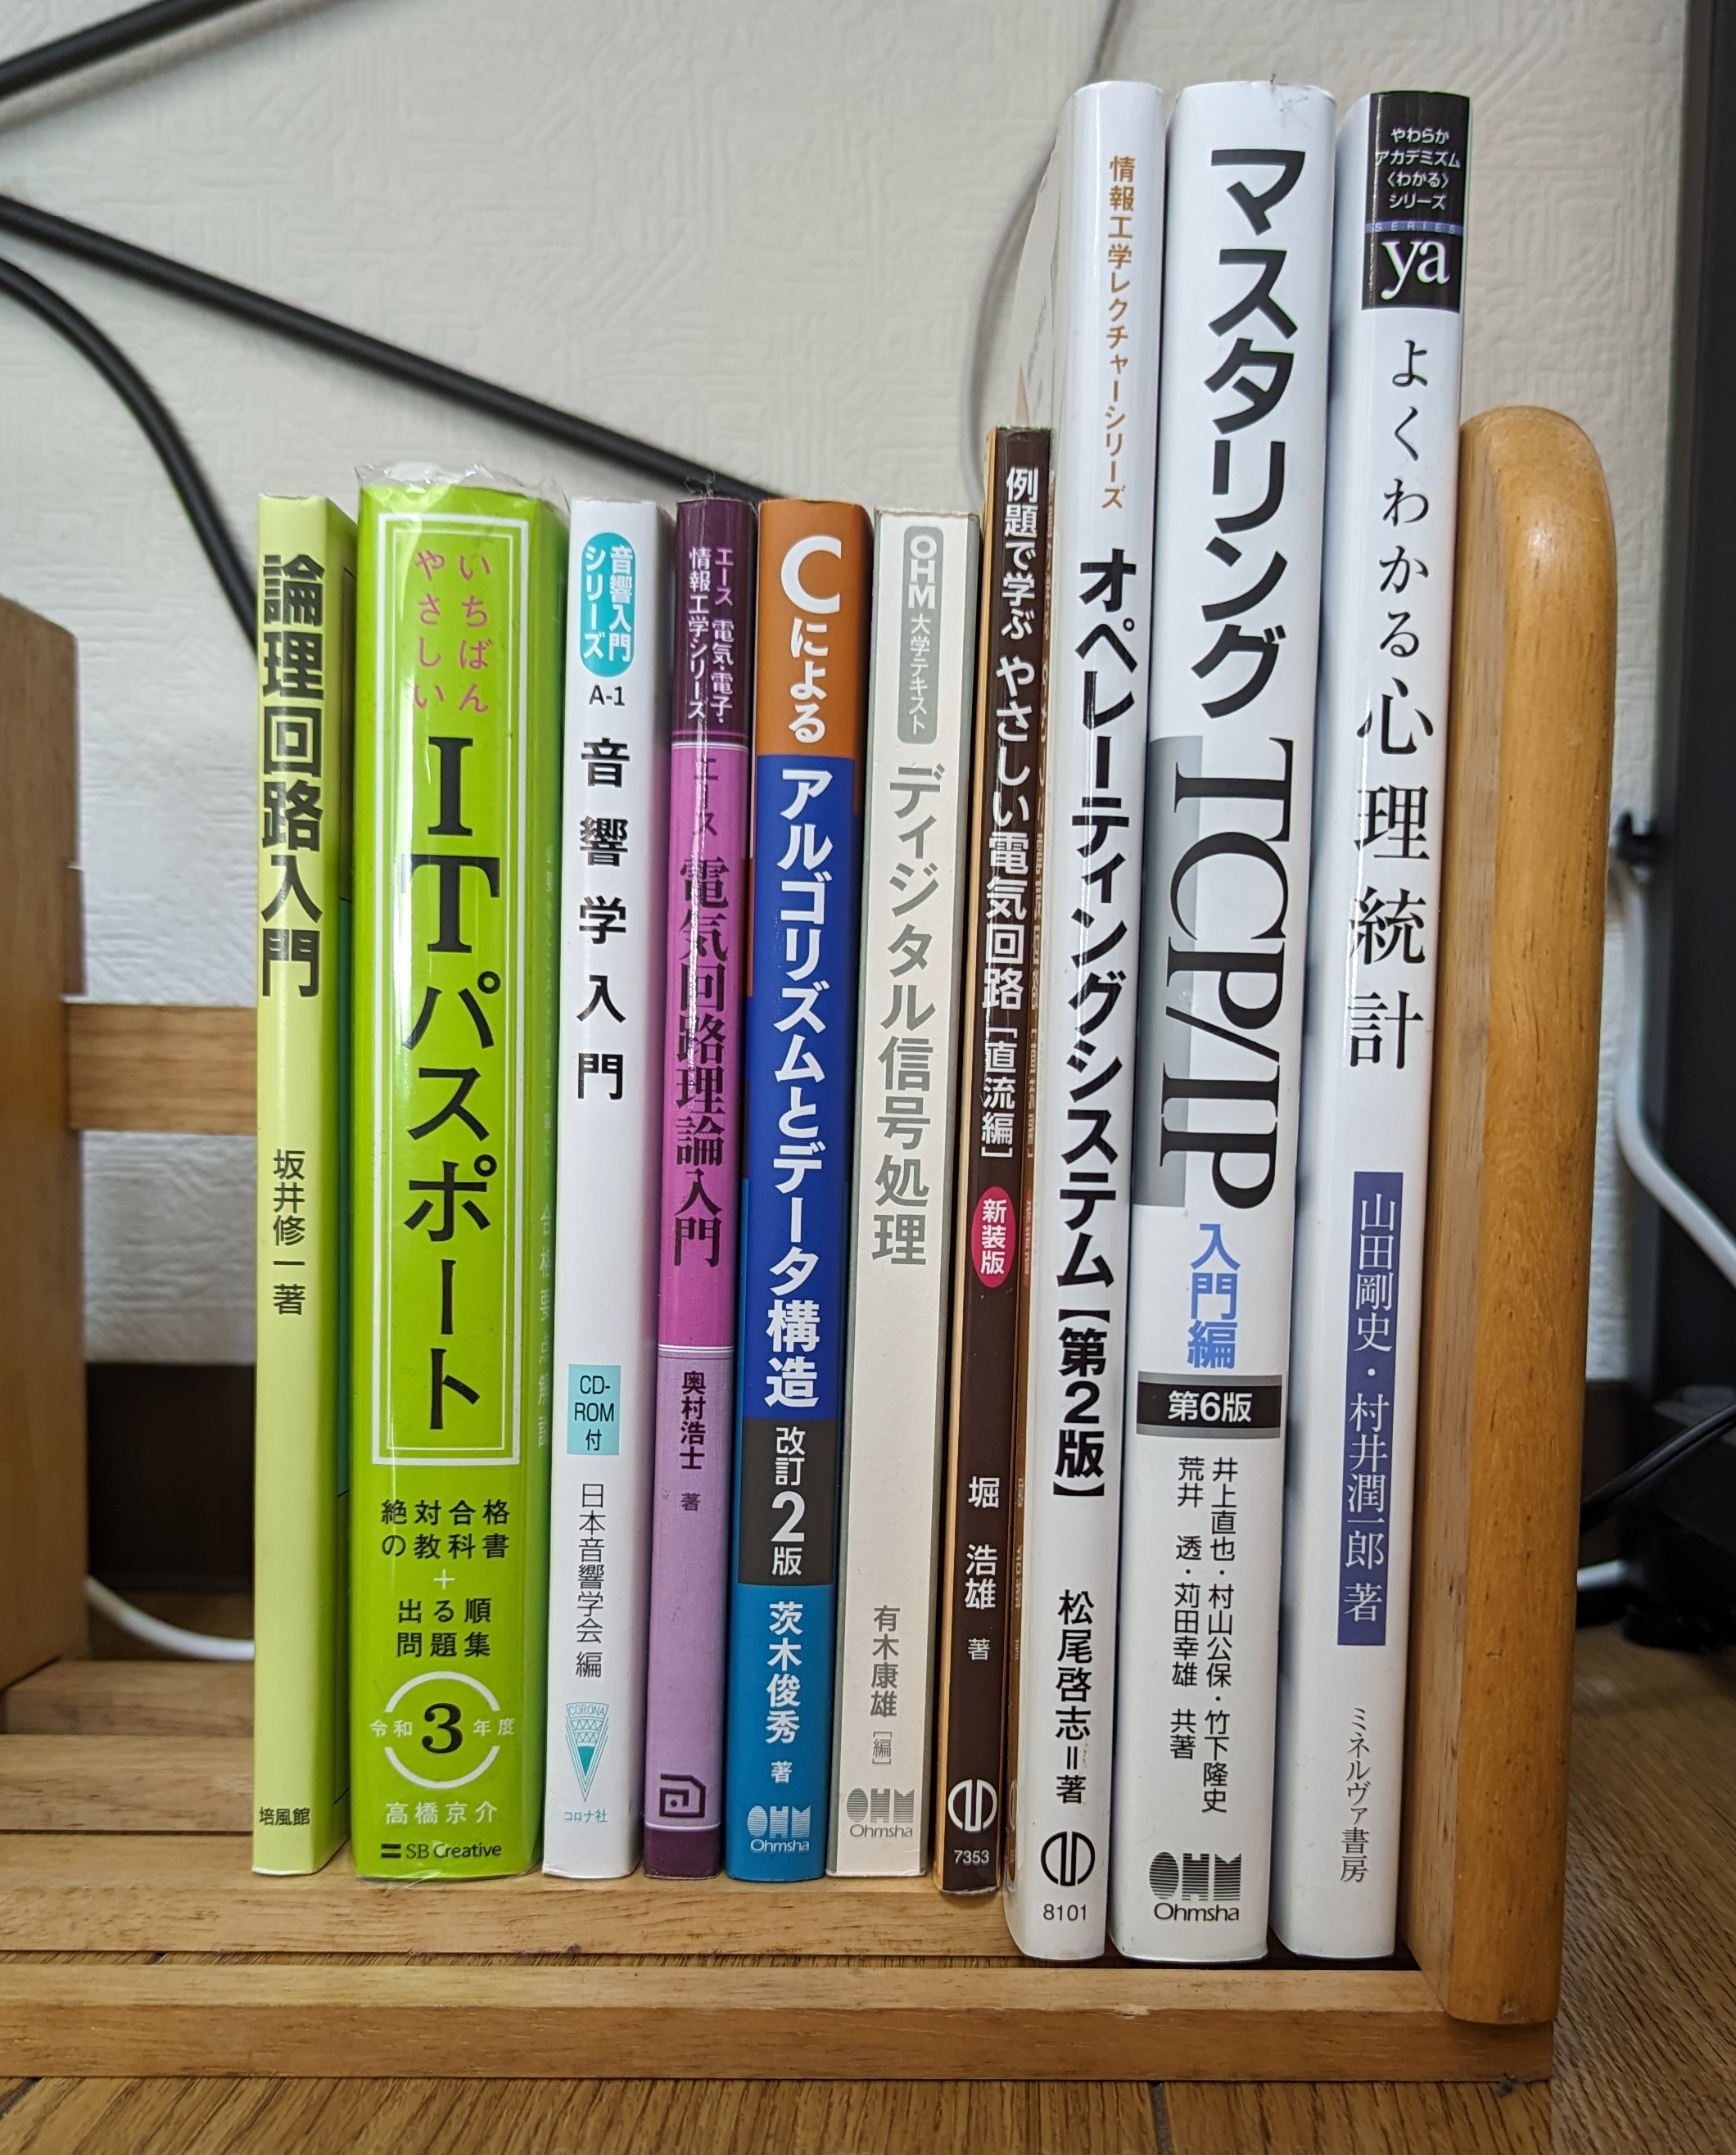 論理回路入門
坂井修一 著
培風館
いちばん
やさしい
ITパスポート
絶対合格
の教科書
+
出る順
問題集
令和3年度
高橋京介
SB Creative
音響入門
シリーズ
A-1
音響学入門
CD-
ROM
付
日本音響学会 編
CORONA
コロナ社
エース 電気・電子・
情報工学シリーズ
エース 電気回路理論入門
奥村浩士 著
Cによる
アルゴリズムとデータ構造
改訂2版
茨木俊秀 著
OHM
Ohmsha
OHM大学テキスト
ディジタル信号処理
有木康雄[編]
OHM
Ohmsha
例題で学ぶ やさしい電気回路[直流編]
新装版
堀 浩雄 著
7353
情報工学レクチャーシリーズ
オペレーティングシステム【第2版】
松尾啓志=著
8101
マスタリング TCP/IP
入門編
第6版
井上直也・村山公保・竹下隆史
荒井 透・苅田幸雄 共著
OHM
Ohmsha
やわらか
アカデミズム
〈わかる〉
シリーズ
SERIES
ya
よくわかる心理統計
山田剛史・村井潤一郎 著
ミネルヴァ書房